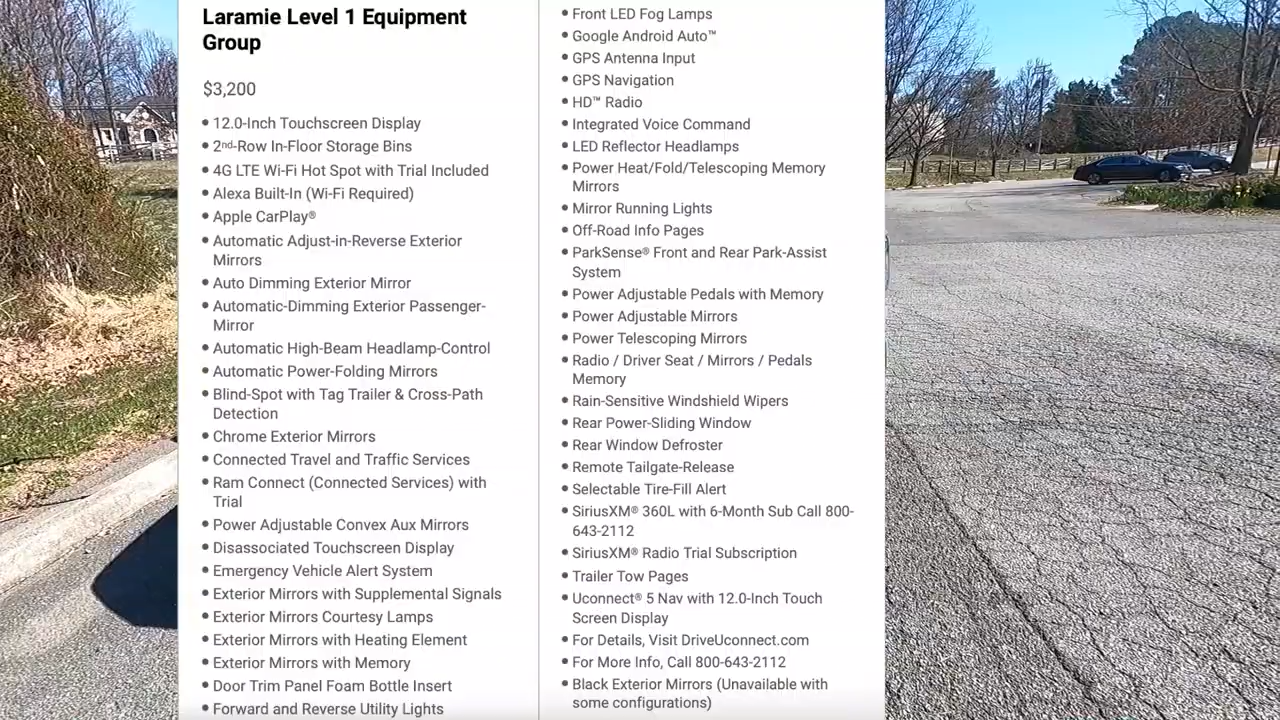 Laramie Level 1 Equipment
Group
$3,200
• 12.0-Inch Touchscreen Display
• 2nd-Row In-Floor Storage Bins
• 4G LTE Wi-Fi Hot Spot with Trial Included
• Alexa Built-In (Wi-Fi Required)
• Apple CarPlay®
• Automatic Adjust-in-Reverse Exterior
Mirrors
• Auto Dimming Exterior Mirror
• Automatic-Dimming Exterior Passenger-
Mirror
• Automatic High-Beam Headlamp-Control
• Automatic Power-Folding Mirrors
• Blind-Spot with Tag Trailer & Cross-Path
Detection
• Chrome Exterior Mirrors
• Connected Travel and Traffic Services
• Ram Connect (Connected Services) with
Trial
• Power Adjustable Convex Aux Mirrors
• Disassociated Touchscreen Display
• Emergency Vehicle Alert System
• Exterior Mirrors with Supplemental Signals
• Exterior Mirrors Courtesy Lamps
• Exterior Mirrors with Heating Element
• Exterior Mirrors with Memory
• Door Trim Panel Foam Bottle Insert
• Forward and Reverse Utility Lights
• Front LED Fog Lamps
• Google Android Auto™
• GPS Antenna Input
• GPS Navigation
• HD™ Radio
• Integrated Voice Command
• LED Reflector Headlamps
• Power Heat/Fold/Telescoping Memory
Mirrors
• Mirror Running Lights
• Off-Road Info Pages
• ParkSense® Front and Rear Park-Assist
System
• Power Adjustable Pedals with Memory
• Power Adjustable Mirrors
• Power Telescoping Mirrors
• Radio / Driver Seat / Mirrors / Pedals
Memory
• Rain-Sensitive Windshield Wipers
• Rear Power-Sliding Window
• Rear Window Defroster
• Remote Tailgate-Release
• Selectable Tire-Fill Alert
• SiriusXM® 360L with 6-Month Sub Call 800-
643-2112
• SiriusXM® Radio Trial Subscription
• Trailer Tow Pages
• Uconnect® 5 Nav with 12.0-Inch Touch
Screen Display
• For Details, Visit DriveUconnect.com
• For More Info, Call 800-643-2112
• Black Exterior Mirrors (Unavailable with
some configurations)